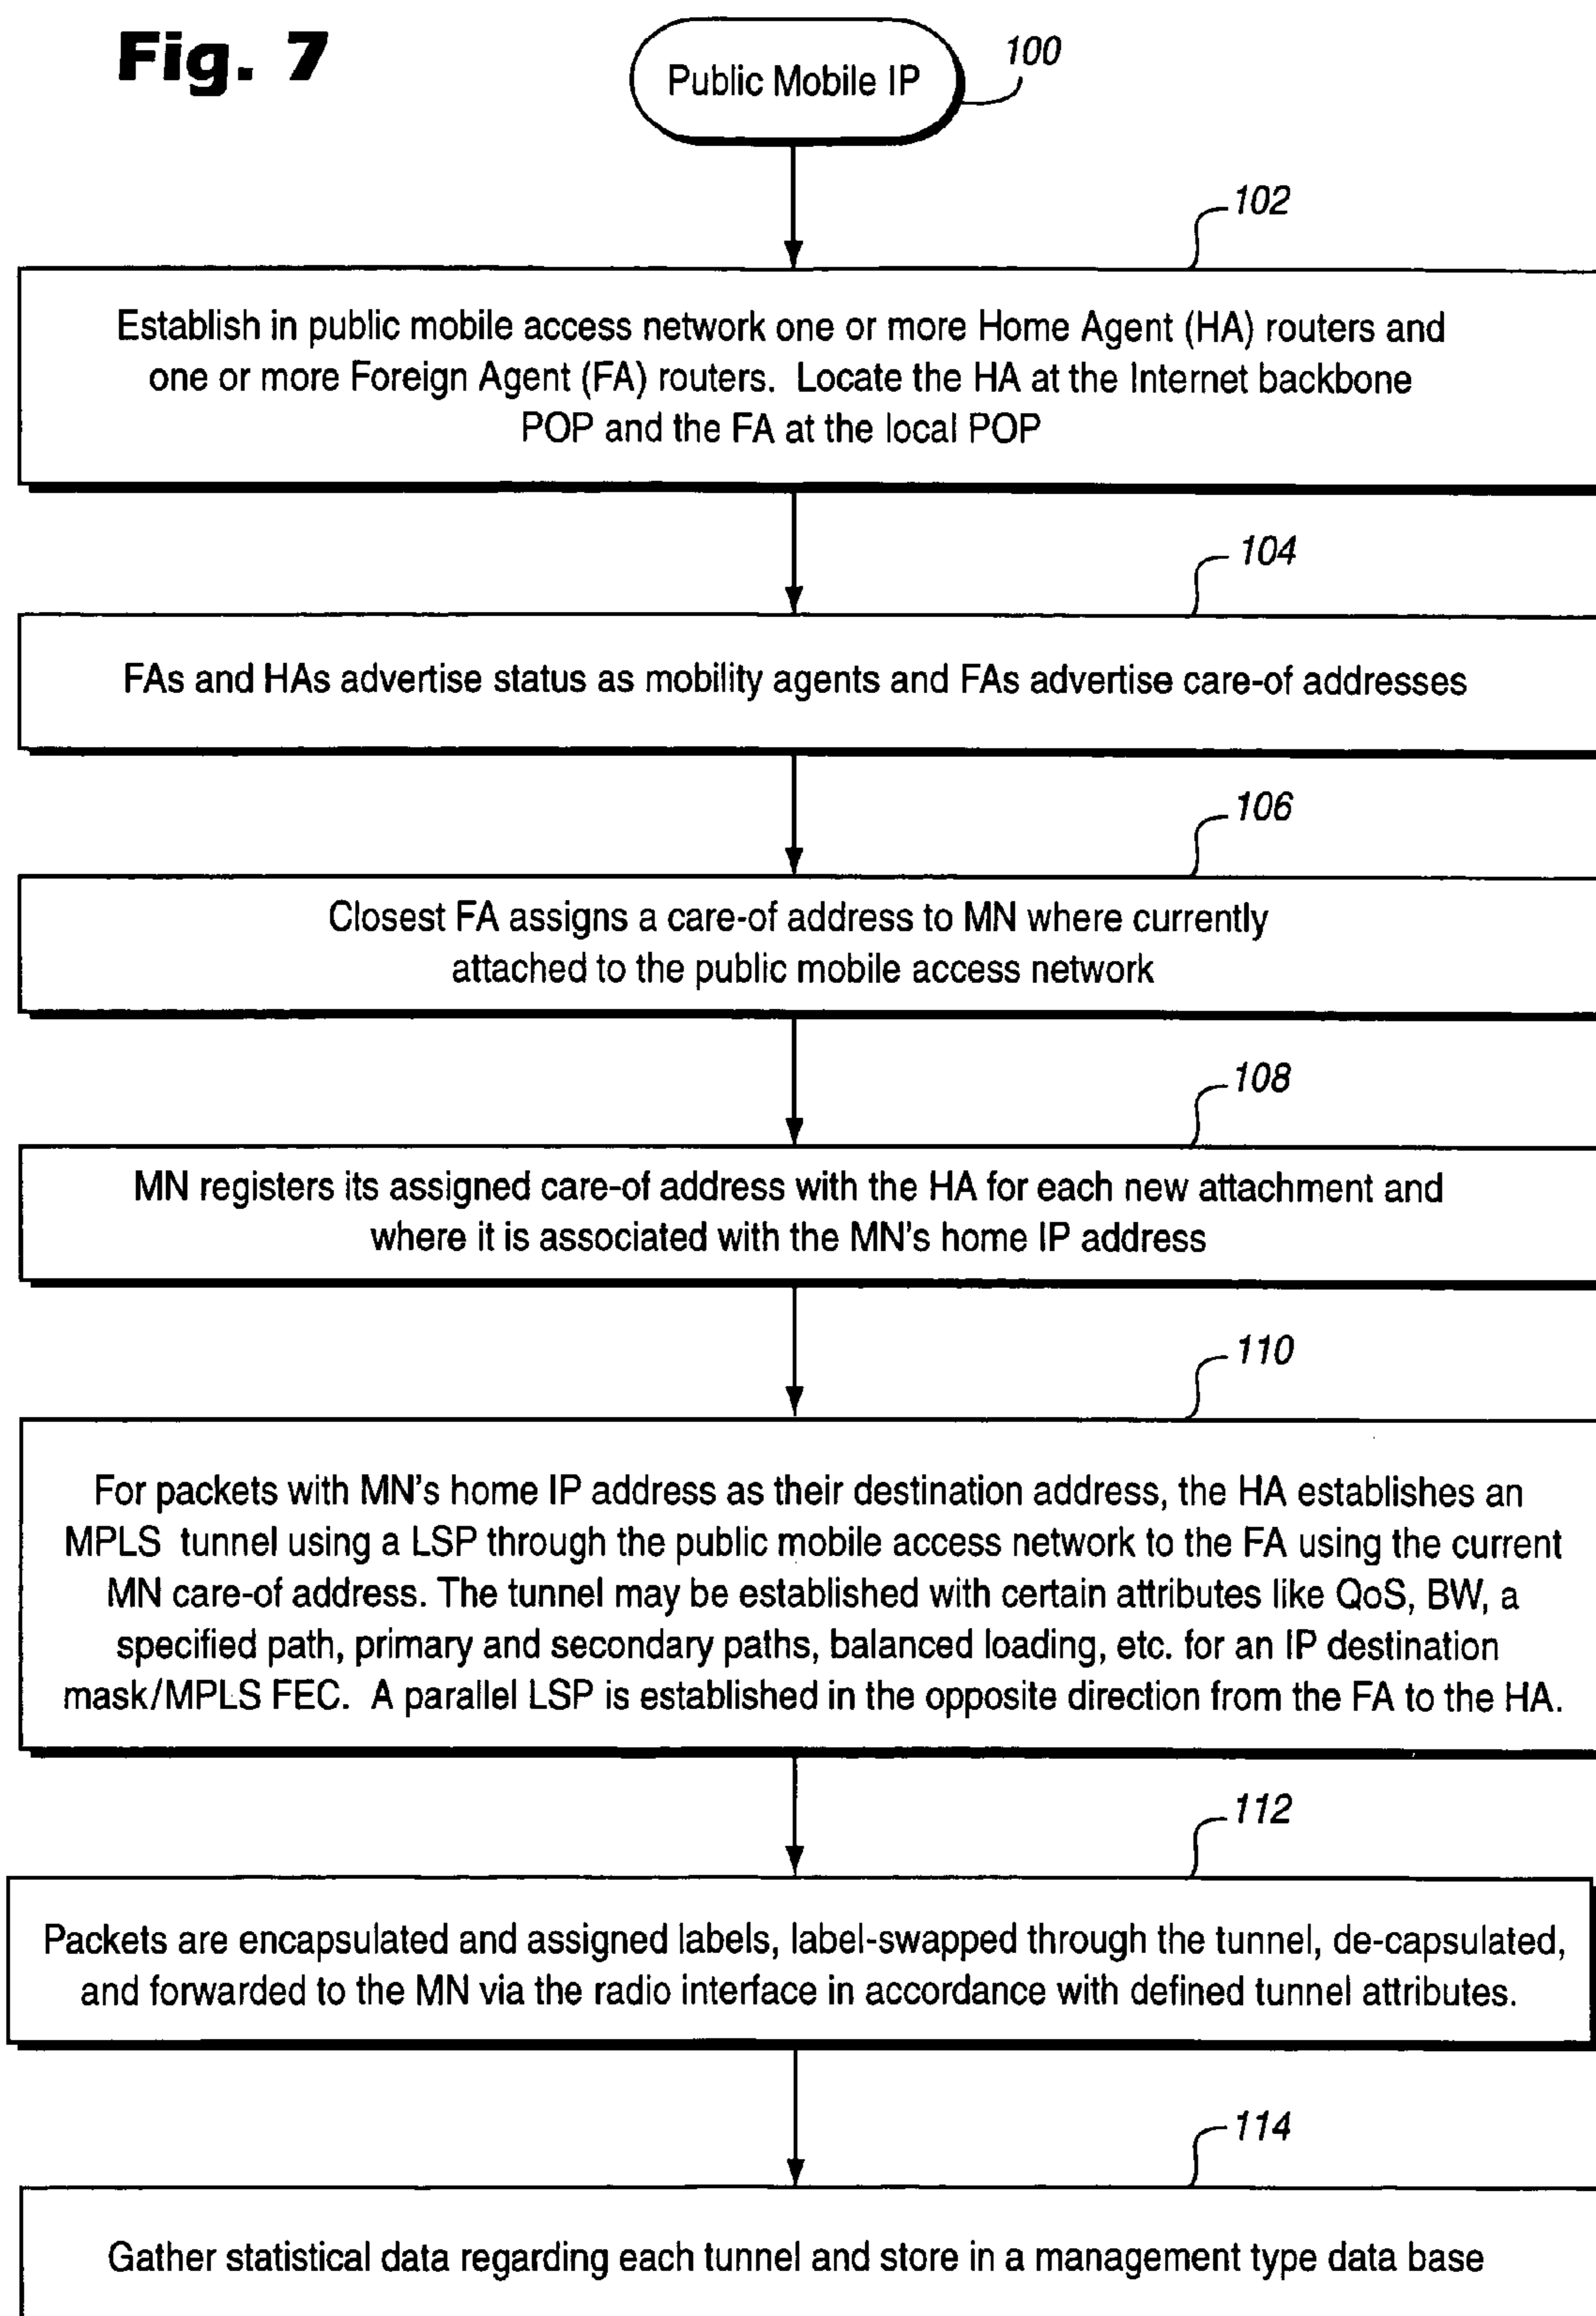 Fig. 7
Public Mobile IP
100
102
Establish in public mobile access network one or more Home Agent (HA) routers and
one or more Foreign Agent (FA) routers. Locate the HA at the Internet backbone
POP and the FA at the local POP
104
FAs and HAs advertise status as mobility agents and FAs advertise care-of addresses
106
Closest FA assigns a care-of address to MN where currently
attached to the public mobile access network
108
MN registers its assigned care-of address with the HA for each new attachment and
where it is associated with the MN's home IP address
110
For packets with MN's home IP address as their destination address, the HA establishes an
MPLS tunnel using a LSP through the public mobile access network to the FA using the current
MN care-of address. The tunnel may be established with certain attributes like QoS, BW, a
specified path, primary and secondary paths, balanced loading, etc. for an IP destination
mask/MPLS FEC. A parallel LSP is established in the opposite direction from the FA to the HA.
112
Packets are encapsulated and assigned labels, label-swapped through the tunnel, de-capsulated,
and forwarded to the MN via the radio interface in accordance with defined tunnel attributes.
114
Gather statistical data regarding each tunnel and store in a management type data base